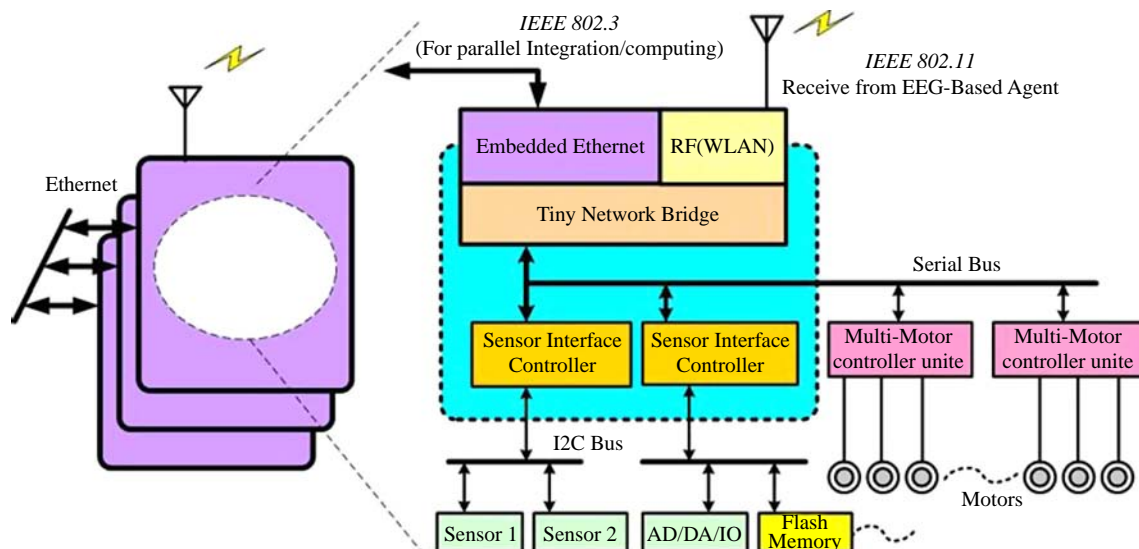 IEEE 802.3
(For parallel Integration/computing)
IEEE 802.11
Receive from EEG-Based Agent
Embedded Ethernet
RF(WLAN)
Ethernet
Tiny Network Bridge
Serial Bus
Sensor Interface
Controller
Sensor Interface
Controller
Multi-Motor
controller unite
Multi-Motor
controller unite
I2C Bus
Motors
Sensor 1
Sensor 2
AD/DA/IO
Flash
Memory